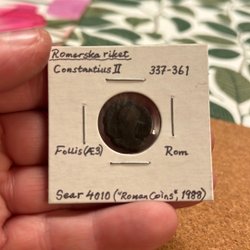 Romerska riket
Constantius II 337-361
Follis (Æ3) Rom
Sear 4010 ("Roman Coins", 1988)